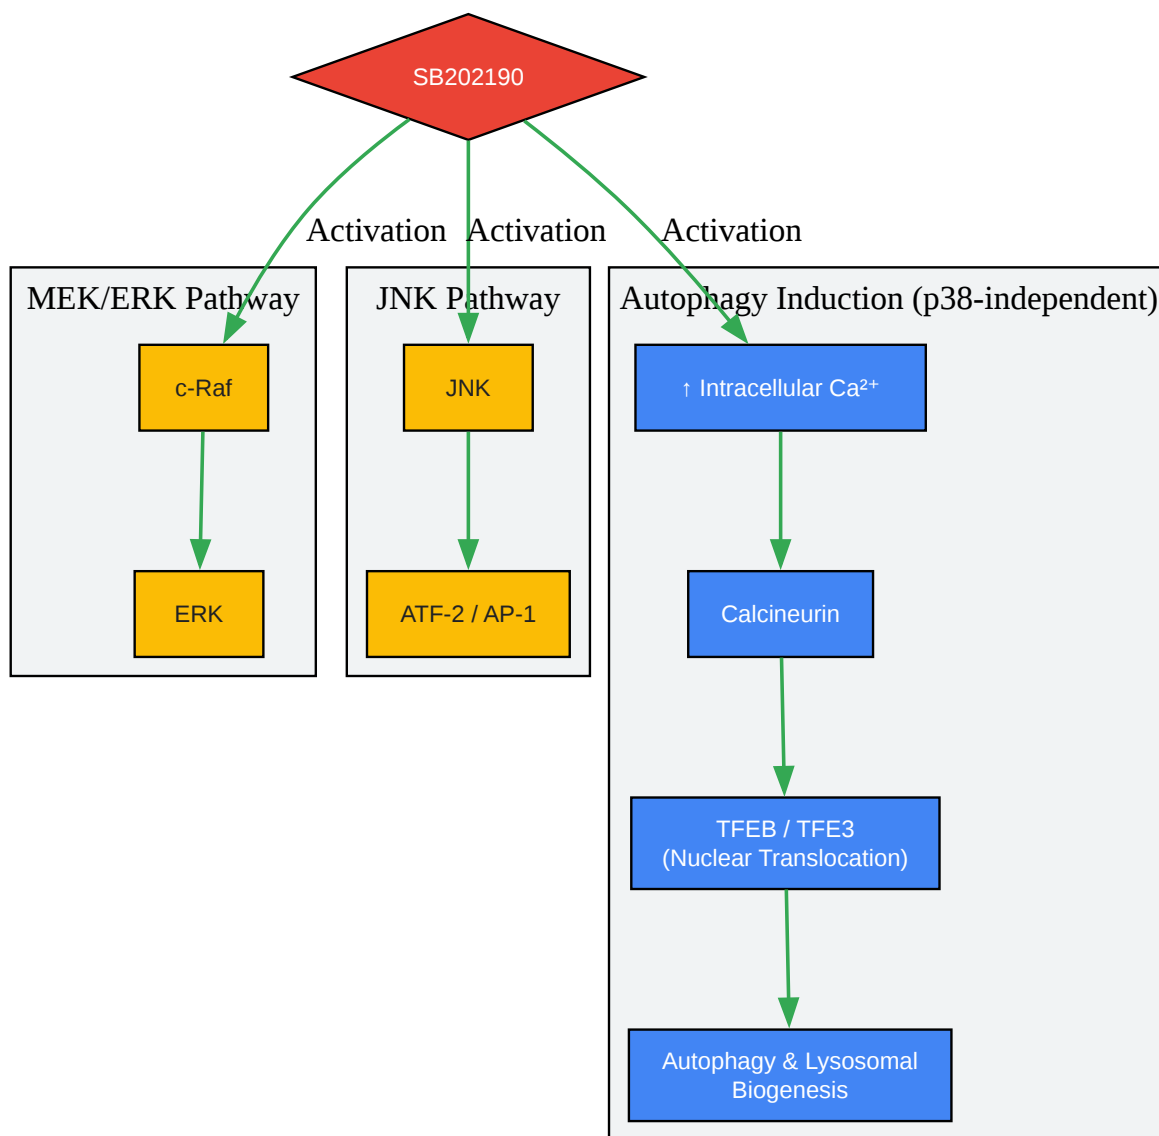 SB202190
Activation
Activation
Activation
MEK/ERK Pathway
JNK Pathway
Autophagy Induction (p38-independent)
c-Raf
JNK
↑ Intracellular Ca²⁺
ERK
ATF-2 / AP-1
Calcineurin
TFEB / TFE3
(Nuclear Translocation)
Autophagy & Lysosomal
Biogenesis